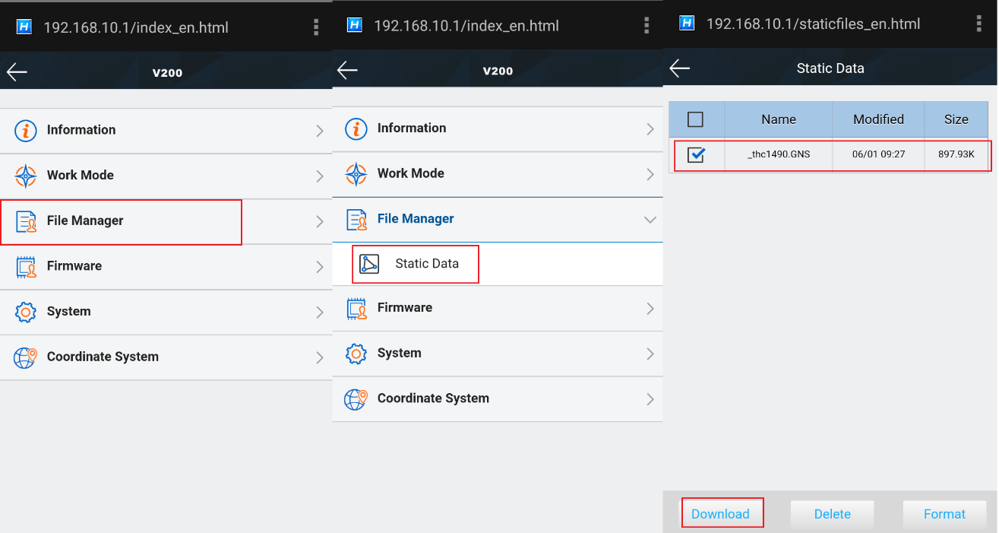 192.168.10.1/index_en.html
V200
Information
Work Mode
File Manager
Firmware
System
Coordinate System
192.168.10.1/index_en.html
V200
Information
Work Mode
File Manager
Static Data
Firmware
System
Coordinate System
192.168.10.1/staticfiles_en.html
Static Data
Name Modified Size
_thc1490.GNS 06/01 09:27 897.93K
Download Delete Format